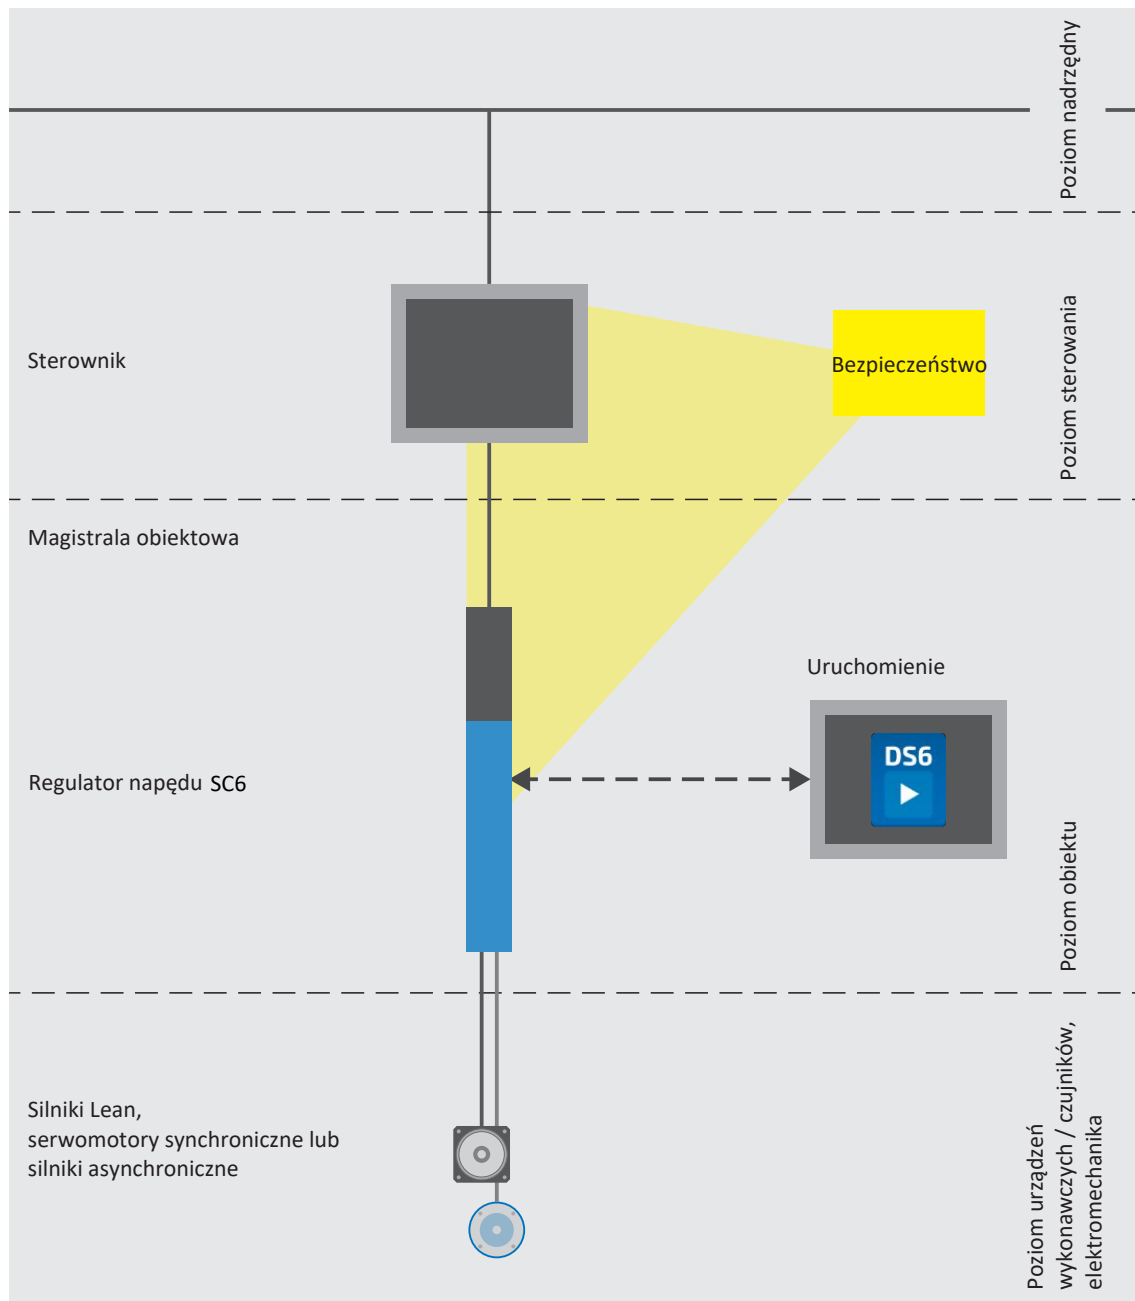 Poziom nadrzędny
Sterownik
Bezpieczeństwo
Poziom sterowania
Magistrala obiektowa
Uruchomienie
DS6
Regulator napędu SC6
Poziom obiektu
Silniki Lean,
serwomotory synchroniczne lub
silniki asynchroniczne
Poziom urządzeń
wykonawczych / czujników,
elektromechanika